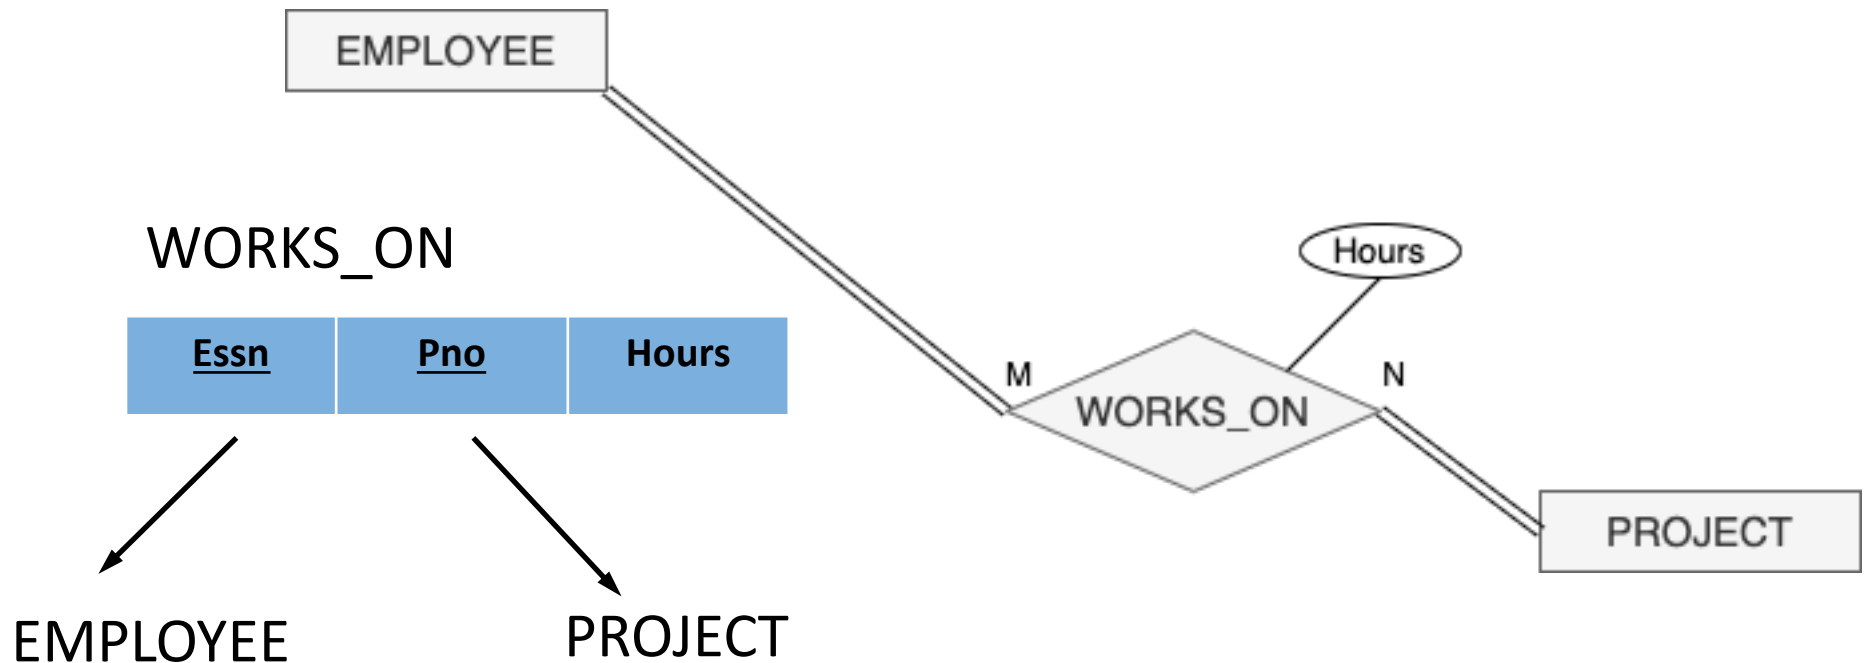 EMPLOYEE
WORKS_ON
Hours
Essn Pno Hours
M N
WORKS_ON
PROJECT
EMPLOYEE PROJECT